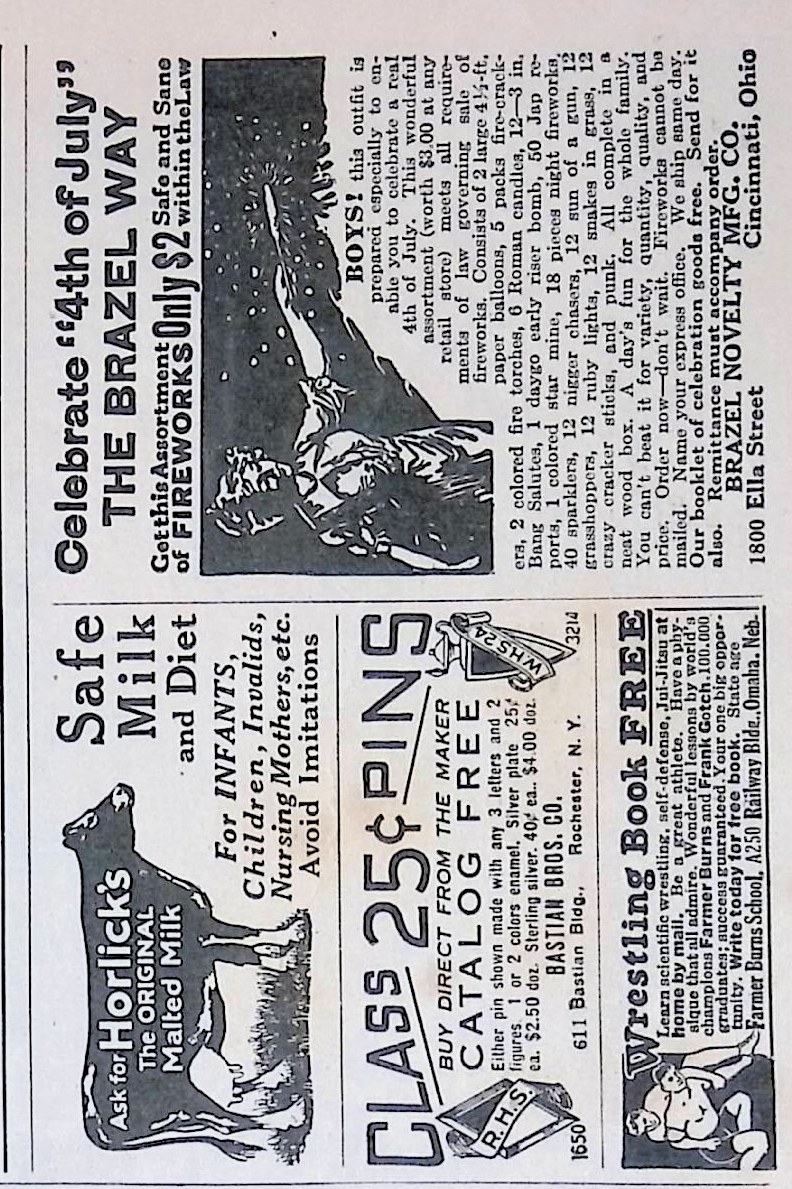 Ask for
Horlick's
The ORIGINAL
Malted Milk
Safe
Milk
and Diet
For INFANTS,
Children, Invalids,
Nursing Mothers, etc.
Avoid Imitations
CLASS 25¢ PINS
BUY DIRECT FROM THE MAKER
CATALOG FREE
Either pin shown made with any 3 letters and 2
figures. 1 or 2 colors enamel, Silver plate 25¢
ea. $2.50 doz. Sterling silver. 40¢ ea. $4.00 doz.
BASTIAN BROS. CO.
611 Bastian Bldg., Rochester, N. Y.
R.H.S.
1650
WHS2A
3214
Wrestling Book FREE
Learn scientific wrestling, self-defense, Jui-Jitsu at
home by mail. Be a great athlete. Have a phy-
sique that all admire. Wonderful lessons by world's
champions Farmer Burns and Frank Gotch. 100,000
graduates; success guaranteed. Your one big oppor-
tunity. Write today for free book. State age
Farmer Burns School, A250 Railway Bldg., Omaha, Neb.
Celebrate "4th of July"
THE BRAZEL WAY
Get this Assortment
of FIREWORKS Only $2 Safe and Sane
within the Law
BOYS! this outfit is
prepared especially to en-
able you to celebrate a real
4th of July. This wonderful
assortment (worth $3.00 at any
retail store) meets all require-
ments of law governing sale of
fireworks. Consists of 2 large 4½-ft.
paper balloons, 5 packs fire-crack-
ers, 2 colored fire torches, 6 Roman candles, 12—3 in.
Bang Salutes, 1 daygo early riser bomb, 50 Jap re-
ports, 1 colored star mine, 18 pieces night fireworks,
40 sparklers, 12 nigger chasers, 12 sun of a gun, 12
grasshoppers, 12 ruby lights, 12 snakes in grass, 12
crazy cracker sticks, and punk. All complete in a
neat wood box. A day's fun for the whole family.
You can't beat it for variety, quantity, quality, and
price. Order now—don't wait. Fireworks cannot be
mailed. Name your express office. We ship same day.
Our booklet of celebration goods free. Send for it
also. Remittance must accompany order.
BRAZEL NOVELTY MFG. CO.
1800 Ella Street Cincinnati, Ohio